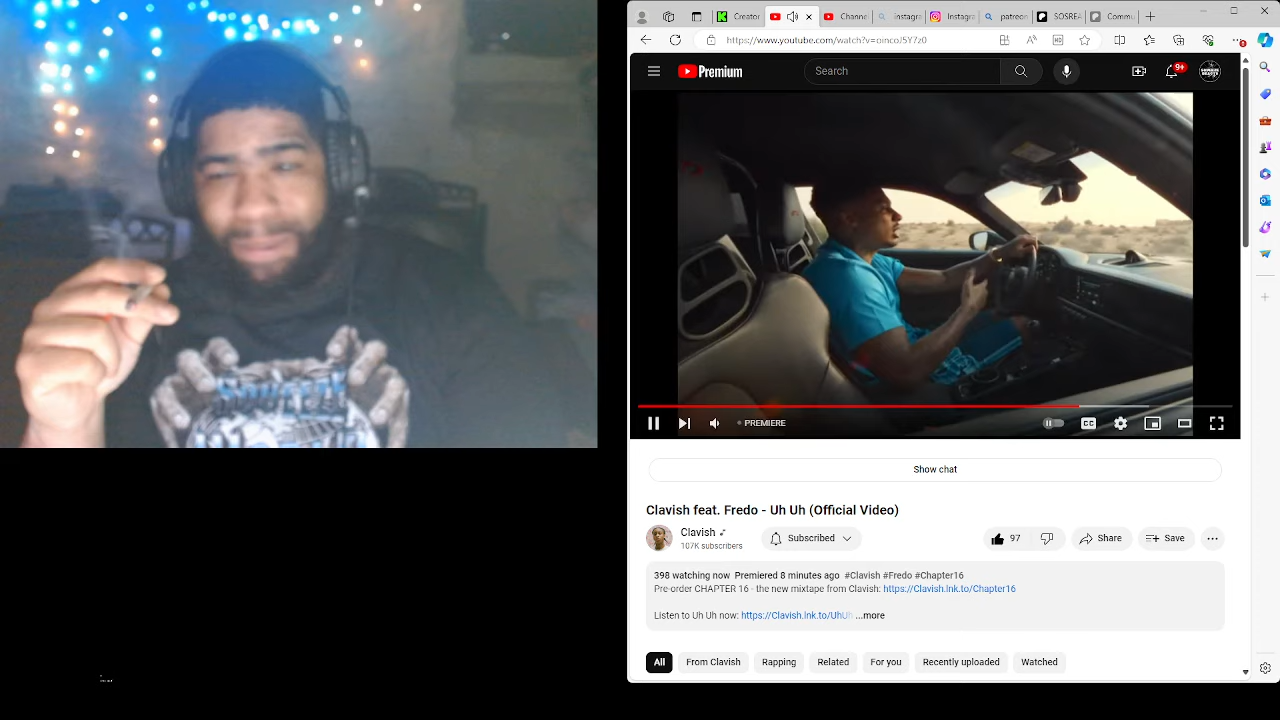 Creator
Channe
instagra
Instagra
patreon
SOSREA
Commu
https://www.youtube.com/watch?v=oincoJ5Y7z0
Premium
Search
9+
PREMIERE
CC
Show chat
Clavish feat. Fredo - Uh Uh (Official Video)
Clavish
107K subscribers
Subscribed
97
Share
Save
398 watching now Premiered 8 minutes ago #Clavish #Fredo #Chapter16
Pre-order CHAPTER 16 - the new mixtape from Clavish: https://Clavish.lnk.to/Chapter16
Listen to Uh Uh now: https://Clavish.lnk.to/UhUh ...more
All
From Clavish
Rapping
Related
For you
Recently uploaded
Watched